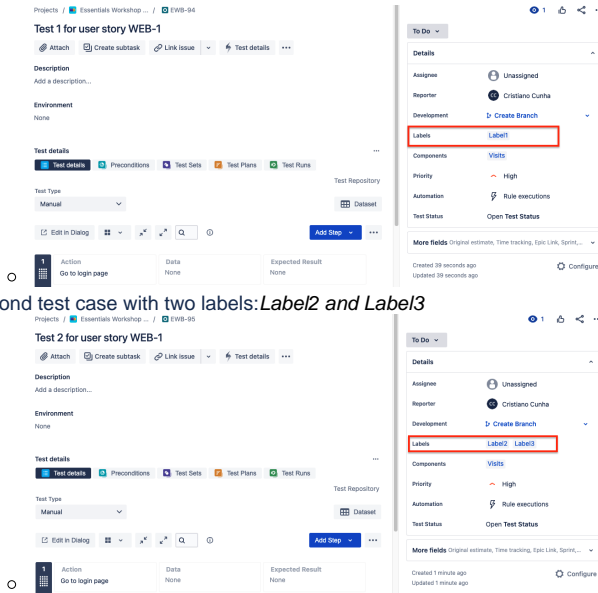 Projects / Essentials Workshop ... / EWB-94
1
Test 1 for user story WEB-1
Attach Create subtask Link issue Test details ...
Description
Add a description...
Environment
None
Test details ...
Test details Preconditions Test Sets Test Plans Test Runs
Test Repository
Test Type
Manual
Dataset
Edit in Dialog
Add Step ...
1 Action Data Expected Result
Go to login page None None
To Do
Details
Assignee Unassigned
Reporter CC Cristiano Cunha
Development Create Branch
Labels Label1
Components Visits
Priority High
Automation Rule executions
Test Status Open Test Status
More fields Original estimate, Time tracking, Epic Link, Sprint,...
Created 39 seconds ago Configure
Updated 39 seconds ago
ond test case with two labels: Label2 and Label3
Projects / Essentials Workshop ... / EWB-95
1
Test 2 for user story WEB-1
Attach Create subtask Link issue Test details ...
Description
Add a description...
Environment
None
Test details ...
Test details Preconditions Test Sets Test Plans Test Runs
Test Repository
Test Type
Manual
Dataset
Edit in Dialog
Add Step ...
1 Action Data Expected Result
Go to login page None None
To Do
Details
Assignee Unassigned
Reporter CC Cristiano Cunha
Development Create Branch
Labels Label2 Label3
Components Visits
Priority High
Automation Rule executions
Test Status Open Test Status
More fields Original estimate, Time tracking, Epic Link, Sprint,...
Created 1 minute ago Configure
Updated 1 minute ago